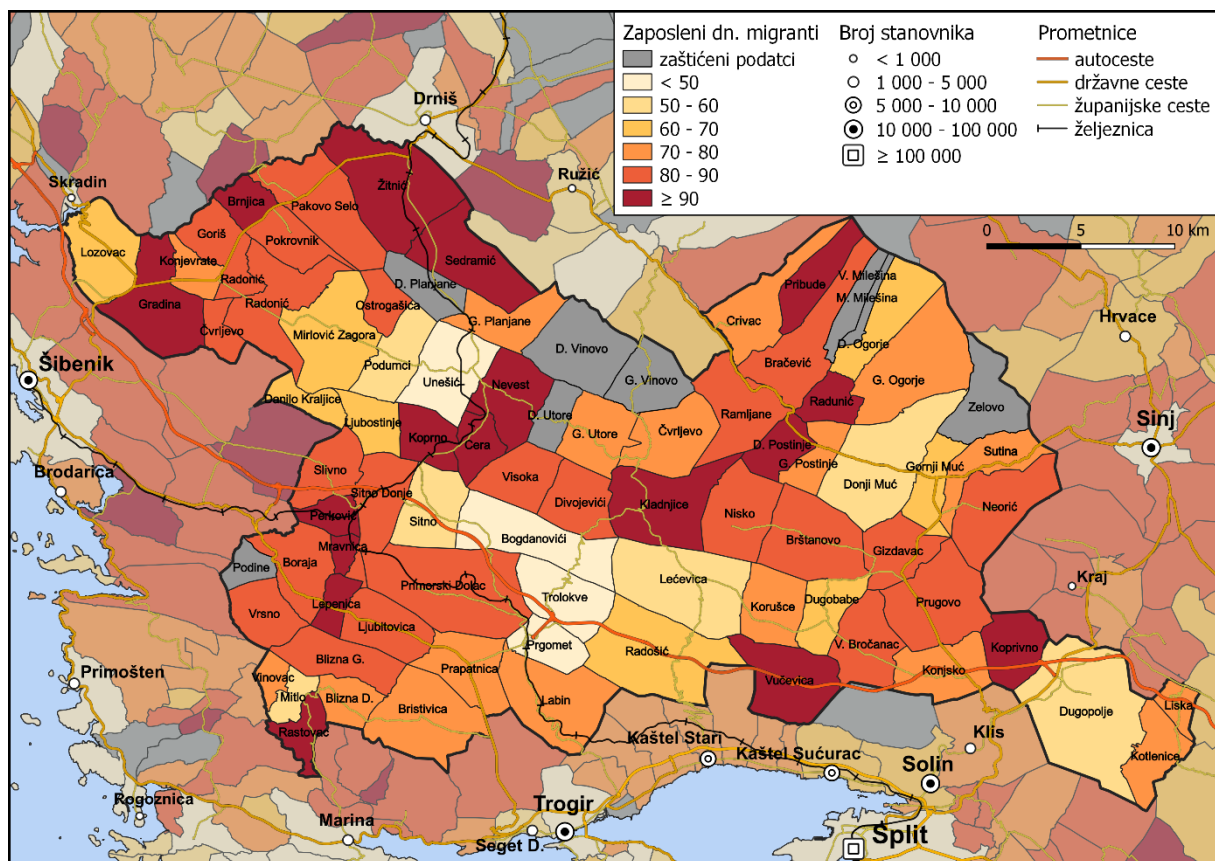 Zaposleni dn. migranti
zaštićeni podatci
< 50
50 - 60
60 - 70
70 - 80
80 - 90
≥ 90
Broj stanovnika
< 1 000
1 000 - 5 000
5 000 - 10 000
10 000 - 100 000
≥ 100 000
Prometnice
autoceste
državne ceste
županijske ceste
željeznica
0 5 10 km
Drniš
Skradin
Ružić
Žitnić
Brnjica
Pakovo Selo
Goriš
Pokrovnik
Lozovac
Konjevrate
Sedramić
Radonić
D. Planjane
Gradina
Radonić
Ostrogašica
Čvrljevo
Mirlović Zagora
G. Planjane
Pribude
V. Milešina
M. Milešina
Crivac
Hrvace
D. Ogorje
Bračević
D. Vinovo
Podumci
Unešić
Nevest
G. Vinovo
G. Ogorje
Šibenik
Danilo Kraljice
Ljubostinje
D. Utore
Ramljane
Radunić
Zelovo
Sinj
Koprno
Cera
G. Utore
Čvrljevo
D. Postinje
G. Postinje
Gornji Muć
Sutina
Donji Muć
Brodarica
Slivno
Sitno Donje
Visoka
Divojevići
Kladnjice
Nisko
Neorić
Perković
Sitno
Bogdanovići
Brštanovo
Gizdavac
Mravnica
Podine
Boraja
Primorski Dolac
Lećevica
Trolokve
Korušce
Dugobabe
Prugovo
Kraj
Vrsno
Lepenica
Ljubitovica
Prgomet
Radošić
V. Bročanac
Koprivno
Blizna G.
Prapatnica
Konjsko
Primošten
Vinovac
Mitlo
Blizna D.
Bristivica
Labin
Vučevica
Dugopolje
Liska
Rastovac
Klis
Kotlenice
Kaštel Stari
Kaštel Sućurac
Solin
Rogoznica
Marina
Seget D.
Trogir
Split